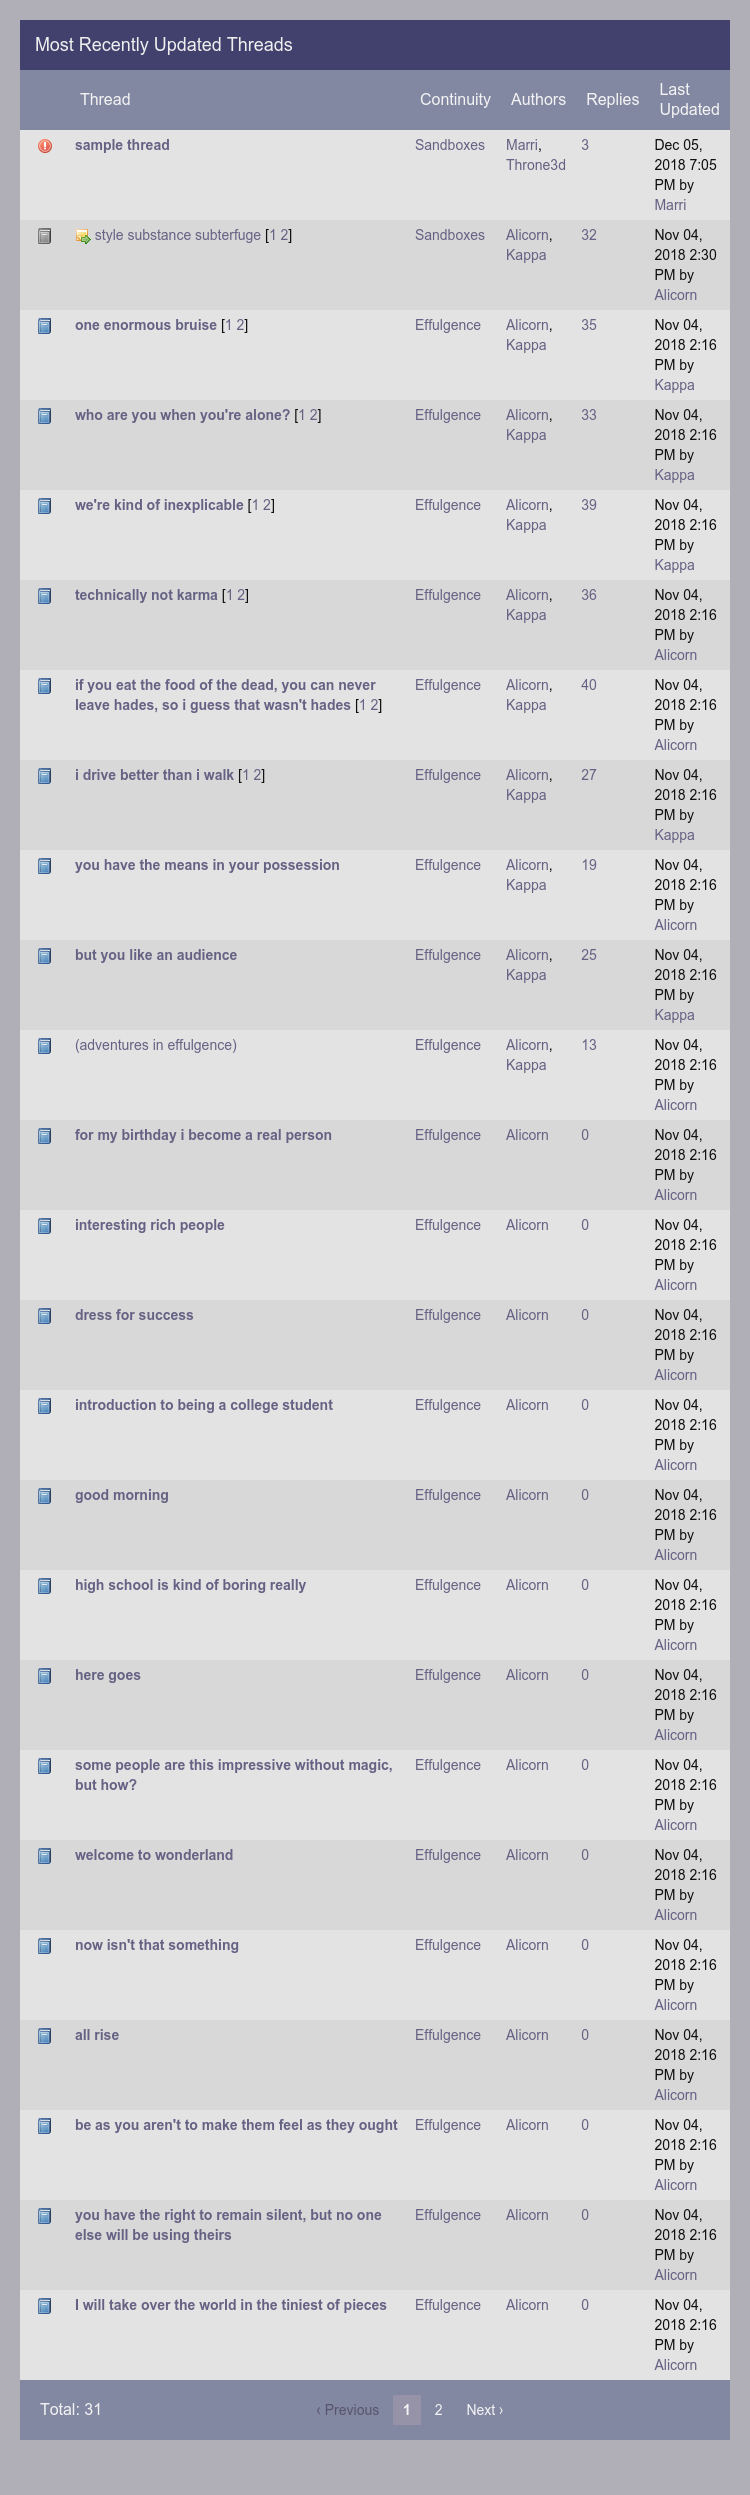 Most Recently Updated Threads
Thread Continuity Authors Replies Last Updated
sample thread Sandboxes Marri, Throne3d 3 Dec 05, 2018 7:05 PM by Marri
style substance subterfuge [1 2] Sandboxes Alicorn, Kappa 32 Nov 04, 2018 2:30 PM by Alicorn
one enormous bruise [1 2] Effulgence Alicorn, Kappa 35 Nov 04, 2018 2:16 PM by Kappa
who are you when you're alone? [1 2] Effulgence Alicorn, Kappa 33 Nov 04, 2018 2:16 PM by Kappa
we're kind of inexplicable [1 2] Effulgence Alicorn, Kappa 39 Nov 04, 2018 2:16 PM by Kappa
technically not karma [1 2] Effulgence Alicorn, Kappa 36 Nov 04, 2018 2:16 PM by Alicorn
if you eat the food of the dead, you can never leave hades, so i guess that wasn't hades [1 2] Effulgence Alicorn, Kappa 40 Nov 04, 2018 2:16 PM by Alicorn
i drive better than i walk [1 2] Effulgence Alicorn, Kappa 27 Nov 04, 2018 2:16 PM by Kappa
you have the means in your possession Effulgence Alicorn, Kappa 19 Nov 04, 2018 2:16 PM by Alicorn
but you like an audience Effulgence Alicorn, Kappa 25 Nov 04, 2018 2:16 PM by Kappa
(adventures in effulgence) Effulgence Alicorn, Kappa 13 Nov 04, 2018 2:16 PM by Alicorn
for my birthday i become a real person Effulgence Alicorn 0 Nov 04, 2018 2:16 PM by Alicorn
interesting rich people Effulgence Alicorn 0 Nov 04, 2018 2:16 PM by Alicorn
dress for success Effulgence Alicorn 0 Nov 04, 2018 2:16 PM by Alicorn
introduction to being a college student Effulgence Alicorn 0 Nov 04, 2018 2:16 PM by Alicorn
good morning Effulgence Alicorn 0 Nov 04, 2018 2:16 PM by Alicorn
high school is kind of boring really Effulgence Alicorn 0 Nov 04, 2018 2:16 PM by Alicorn
here goes Effulgence Alicorn 0 Nov 04, 2018 2:16 PM by Alicorn
some people are this impressive without magic, but how? Effulgence Alicorn 0 Nov 04, 2018 2:16 PM by Alicorn
welcome to wonderland Effulgence Alicorn 0 Nov 04, 2018 2:16 PM by Alicorn
now isn't that something Effulgence Alicorn 0 Nov 04, 2018 2:16 PM by Alicorn
all rise Effulgence Alicorn 0 Nov 04, 2018 2:16 PM by Alicorn
be as you aren't to make them feel as they ought Effulgence Alicorn 0 Nov 04, 2018 2:16 PM by Alicorn
you have the right to remain silent, but no one else will be using theirs Effulgence Alicorn 0 Nov 04, 2018 2:16 PM by Alicorn
I will take over the world in the tiniest of pieces Effulgence Alicorn 0 Nov 04, 2018 2:16 PM by Alicorn
Total: 31 ‹ Previous 1 2 Next ›